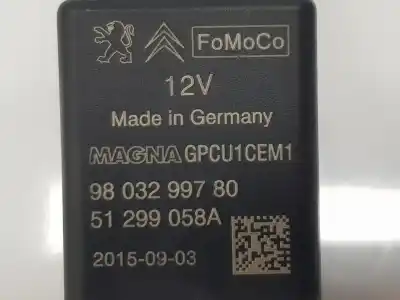 FoMoCo
12V
Made in Germany
MAGNA GPCU1CEM1
98 032 997 80
51 299 058A
2015-09-03